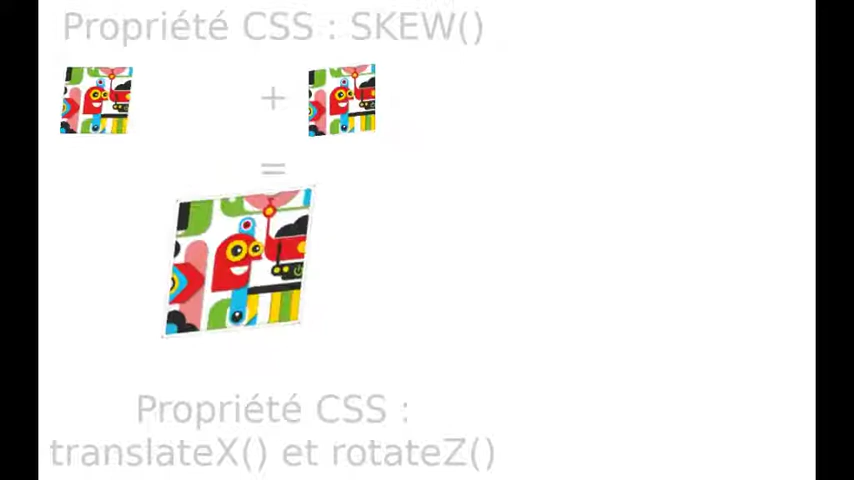 Propriété CSS : SKEW()
+
=
Propriété CSS :
translateX() et rotateZ()